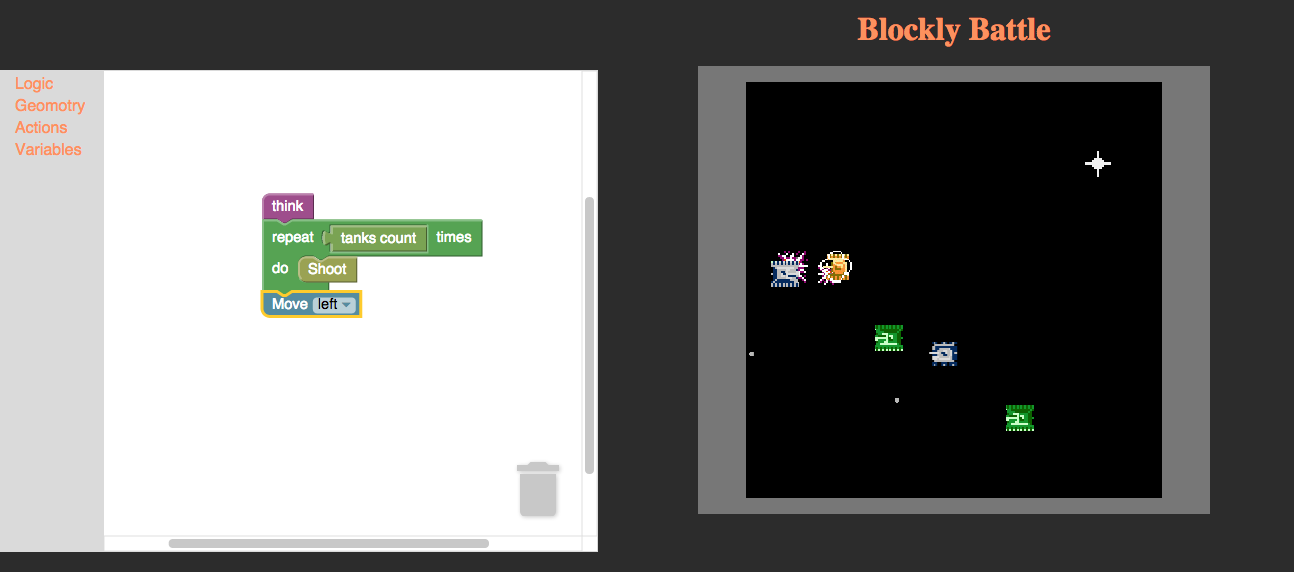 Blockly Battle
Logic
Geomotry
Actions
Variables
think
repeat tanks count times
do Shoot
Move left